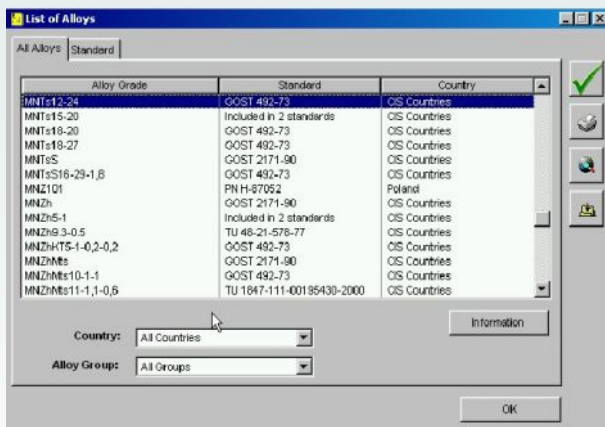 List of Alloys
All Alloys Standard
Alloy Grade Standard Country
MNTs12-24 GOST 492-73 CIS Countries
MNTs15-20 Included in 2 standards CIS Countries
MNTs18-20 GOST 492-73 CIS Countries
MNTs18-27 GOST 492-73 CIS Countries
MNTsS GOST 2171-90 CIS Countries
MNTsS16-29-1,8 GOST 492-73 CIS Countries
MNZ101 PN H-87052 Poland
MNZh GOST 2171-90 CIS Countries
MNZh5-1 Included in 2 standards CIS Countries
MNZh9.3-0.5 TU 48-21-578-77 CIS Countries
MNZhKT5-1-0,2-0,2 GOST 492-73 CIS Countries
MNZhMts GOST 2171-90 CIS Countries
MNZhMts10-1-1 GOST 492-73 CIS Countries
MNZhMts11-1,1-0,6 TU 1847-111-00195430-2000 CIS Countries
Information
Country: All Countries
Alloy Group: All Groups
OK